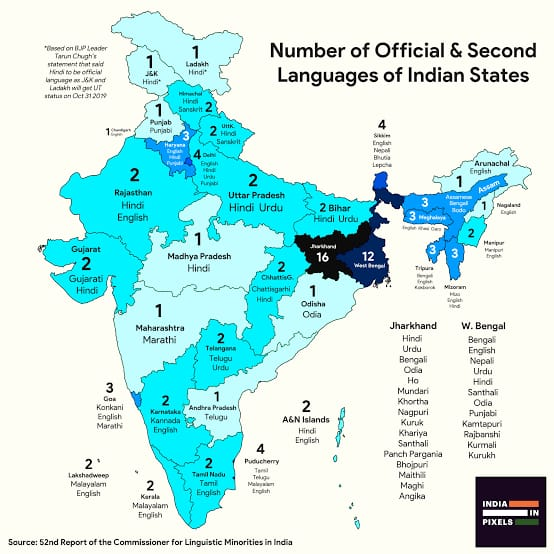 Number of Official & Second
Languages of Indian States
*Based on BJP Leader
Tarun Chugh's
statement that said
Hindi to be official
language as J&K and
Ladakh will get UT
status on Oct 31 2019
1
J&K
Hindi*
1
Ladakh
Hindi*
Himachal
Hindi
Sanskrit
2
1
Punjab
Punjabi
1 Chandigarh
English
2
Uttk.
Hindi
Sanskrit
3
Haryana
English
Hindi
Punjabi
4 Delhi
English
Hindi
Urdu
Punjabi
2
Rajasthan
Hindi
English
2
Uttar Pradesh
Hindi Urdu
2 Bihar
Hindi Urdu
4
Sikkim
English
Nepali
Bhutia
Lepcha
Arunachal
English
1
Assam
3
Assamese
Bengali
Bodo
1
Nagaland
English
3 Meghalaya
English Khasi Garo
2
Manipur
Manipuri English
3
Tripura
Bengali
English
Kokborok
3
Mizoram
Mizo
English
Hindi
Gujarat
2
Gujarati
Hindi
1
Madhya Pradesh
Hindi
Jharkhand
16
12
West Bengal
2
ChhattisG.
Chattisgarhi
Hindi
1
Odisha
Odia
1
Maharashtra
Marathi
2
Telangana
Telugu
Urdu
3
Goa
Konkani
English
Marathi
2
Karnataka
Kannada
English
1
Andhra Pradesh
Telugu
2
A&N Islands
Hindi
English
4
Puducherry
Tamil
Telugu
Malayalam
English
2
Lakshadweep
Malayalam
English
2
Karala
Malayalam
English
2
Tamil Nadu
Tamil
English
Jharkhand
Hindi
Urdu
Bengali
Odia
Ho
Mundari
Khortha
Nagpuri
Kuruk
Khariya
Santhali
Panch Pargania
Bhojpuri
Maithili
Maghi
Angika
W. Bengal
Bengali
English
Nepali
Urdu
Hindi
Santhali
Odia
Punjabi
Kamtapuri
Rajbanshi
Kurmali
Kurukh
INDIA
IN
PIXELS
Source: 52nd Report of the Commissioner for Linguistic Minorities in India